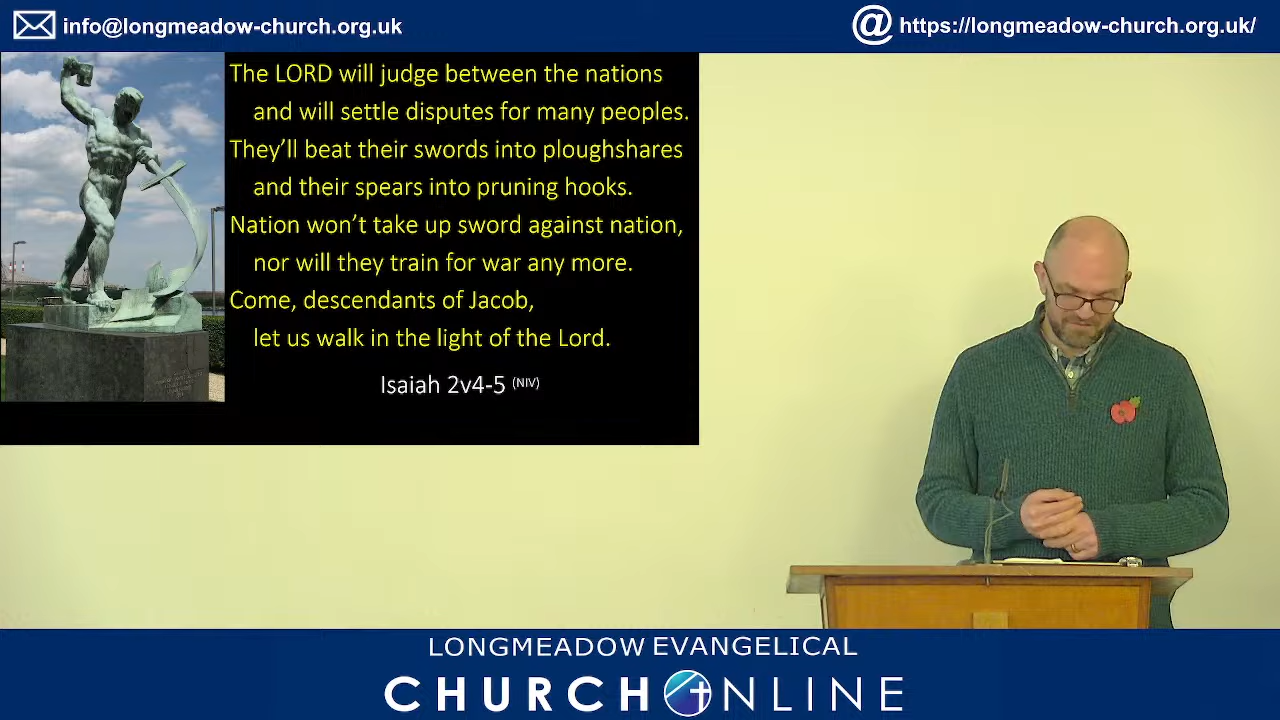 info@longmeadow-church.org.uk
https://longmeadow-church.org.uk/
The LORD will judge between the nations
and will settle disputes for many peoples.
They’ll beat their swords into ploughshares
and their spears into pruning hooks.
Nation won’t take up sword against nation,
nor will they train for war any more.
Come, descendants of Jacob,
let us walk in the light of the Lord.
Isaiah 2v4-5 (NIV)
LONGMEADOW EVANGELICAL
CHURCH ONLINE